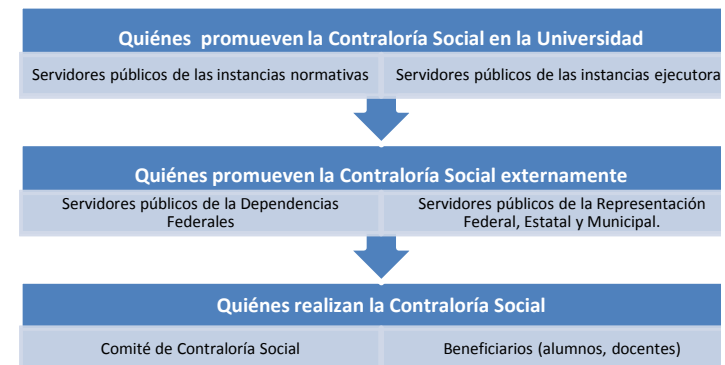 Quiénes promueven la Contraloría Social en la Universidad
Servidores públicos de las instancias normativas
Servidores públicos de las instancias ejecutora
Quiénes promueven la Contraloría Social externamente
Servidores públicos de la Dependencias
Federales
Servidores públicos de la Representación
Federal, Estatal y Municipal.
Quiénes realizan la Contraloría Social
Comité de Contraloría Social
Beneficiarios (alumnos, docentes)